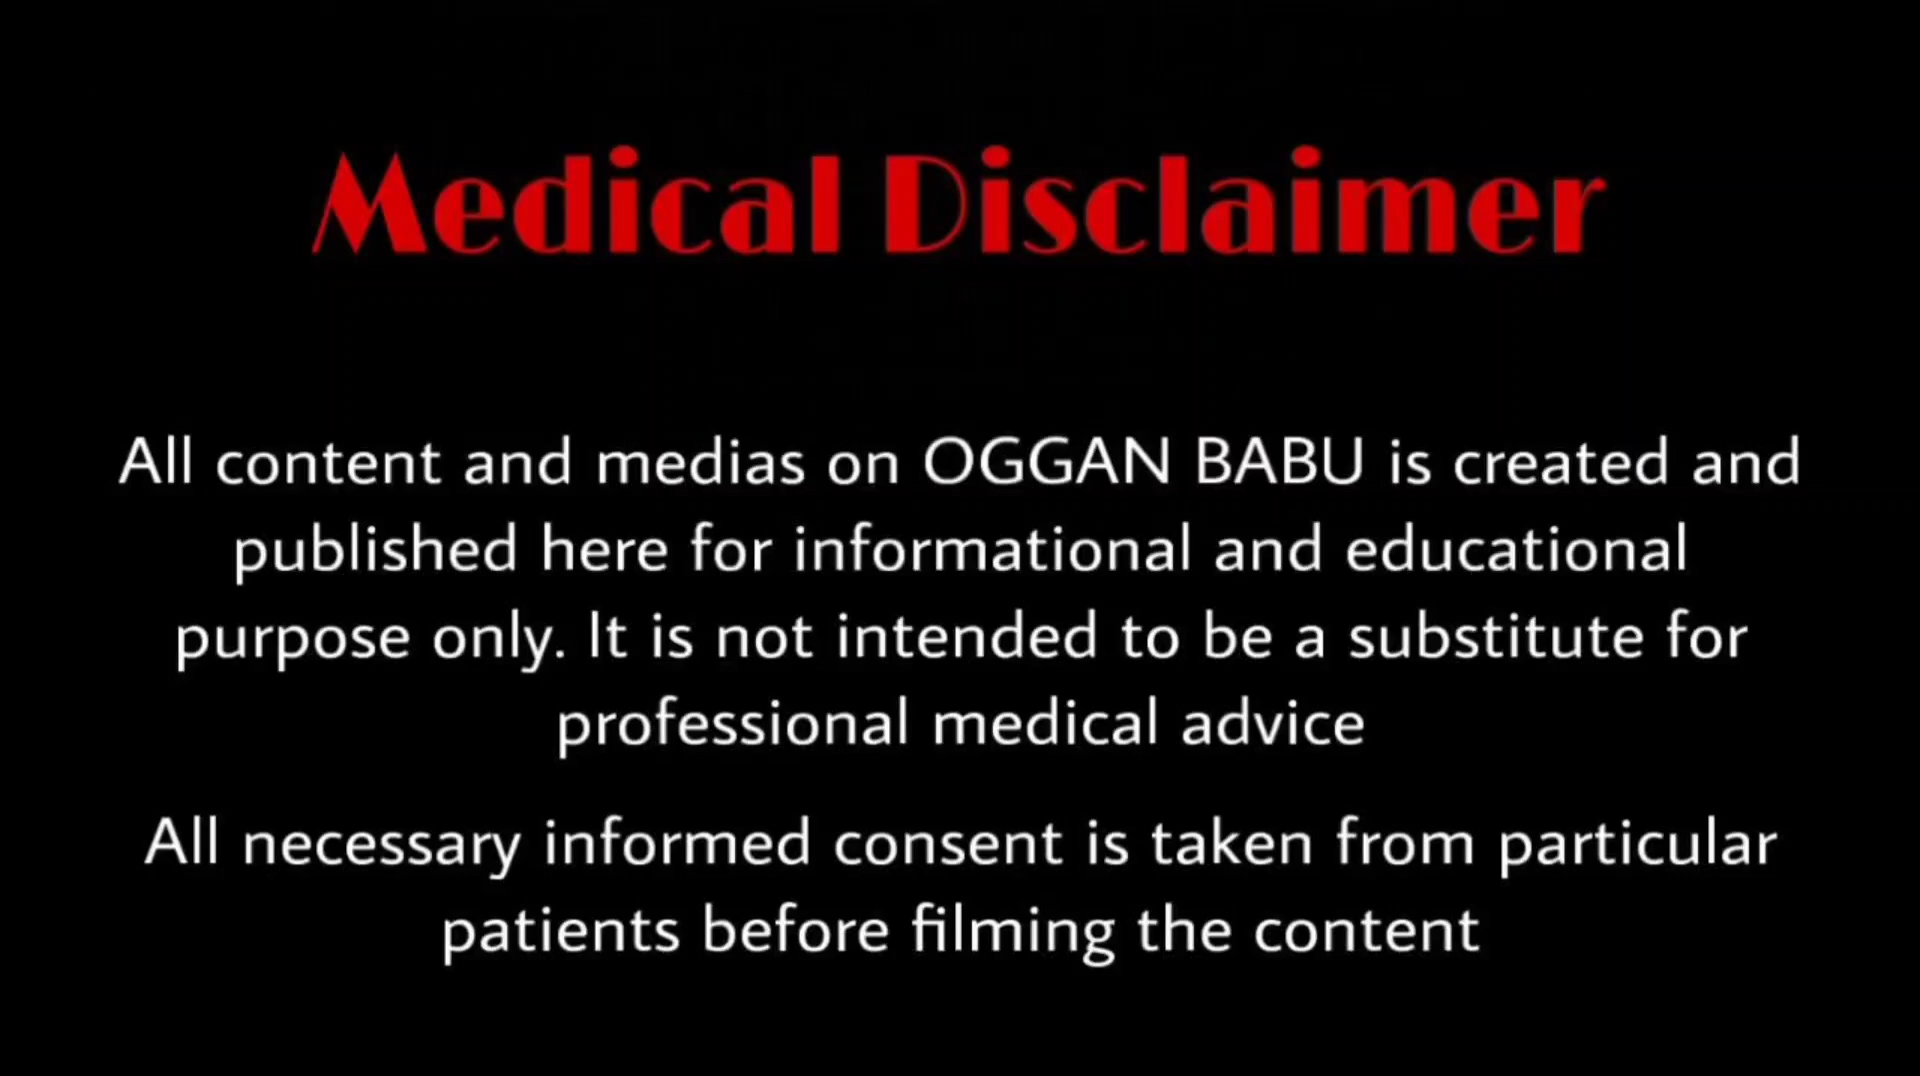 Medical Disclaimer
All content and medias on OGGAN BABU is created and
published here for informational and educational
purpose only. It is not intended to be a substitute for
professional medical advice
All necessary informed consent is taken from particular
patients before filming the content